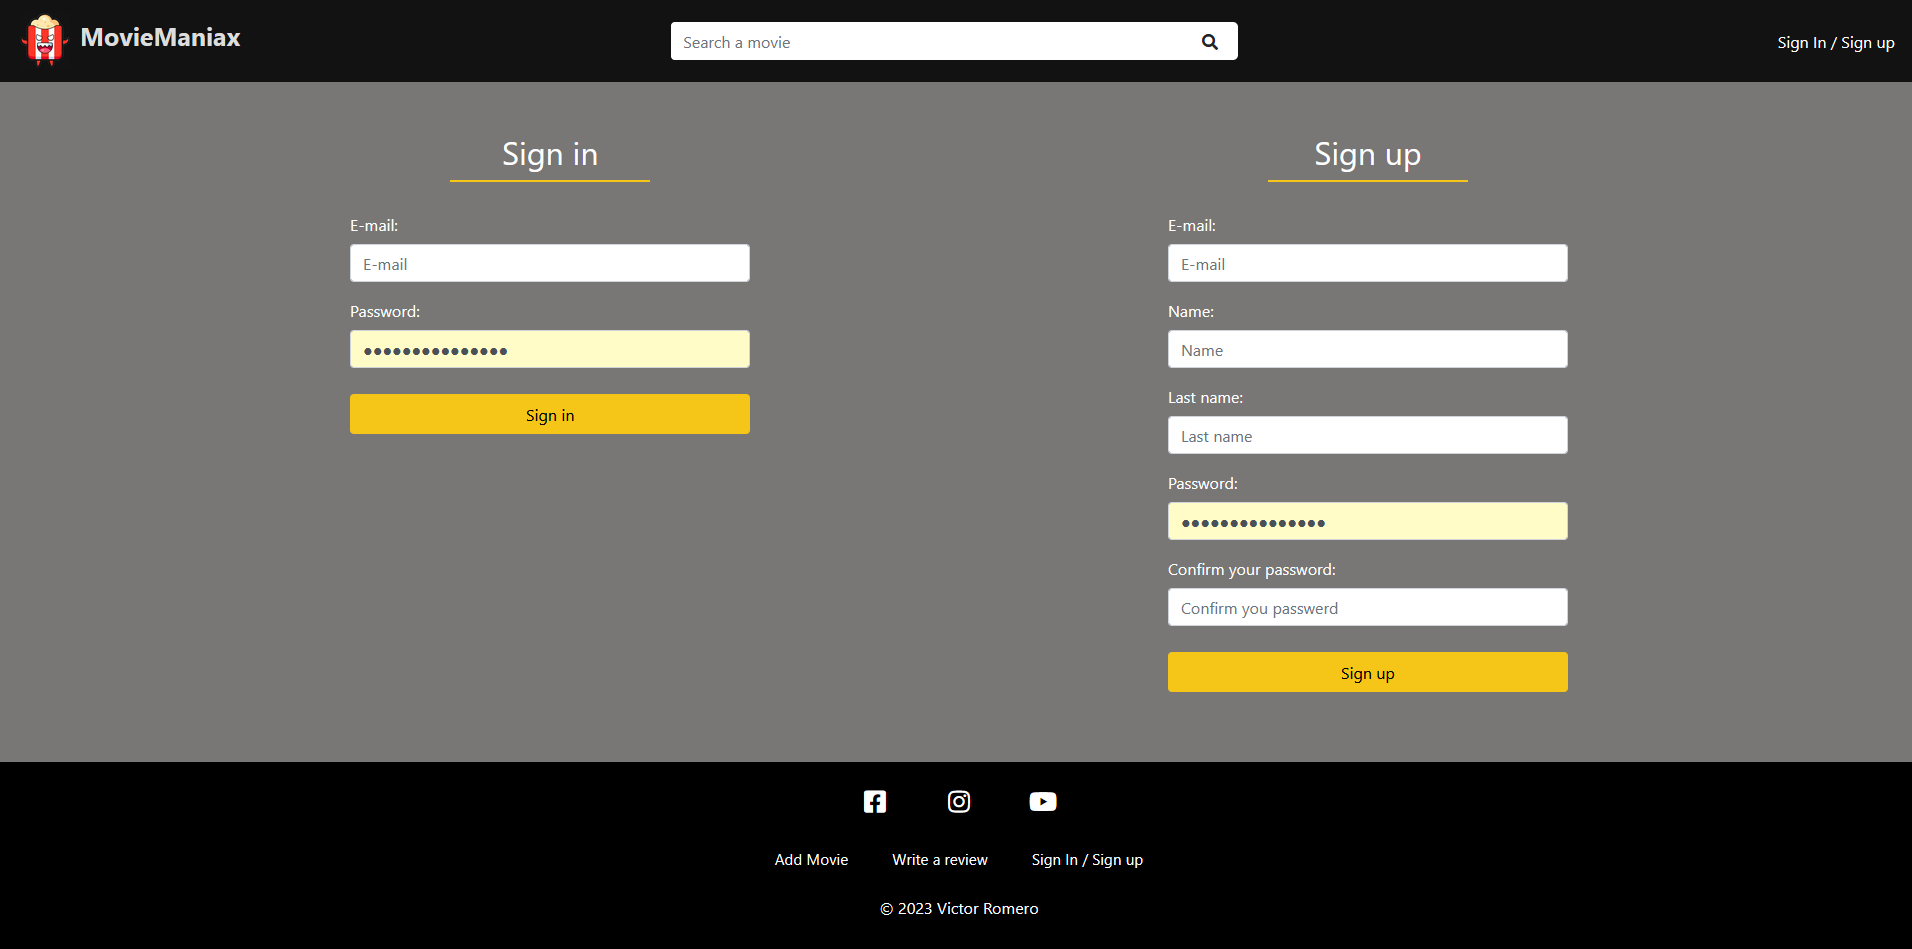 MovieManiax
Search a movie
Sign In / Sign up
Sign in
E-mail:
E-mail
Password:
•••••••••••••••
Sign in
Sign up
E-mail:
E-mail
Name:
Name
Last name:
Last name
Password:
•••••••••••••••
Confirm your password:
Confirm you passwerd
Sign up
Add Movie
Write a review
Sign In / Sign up
© 2023 Victor Romero